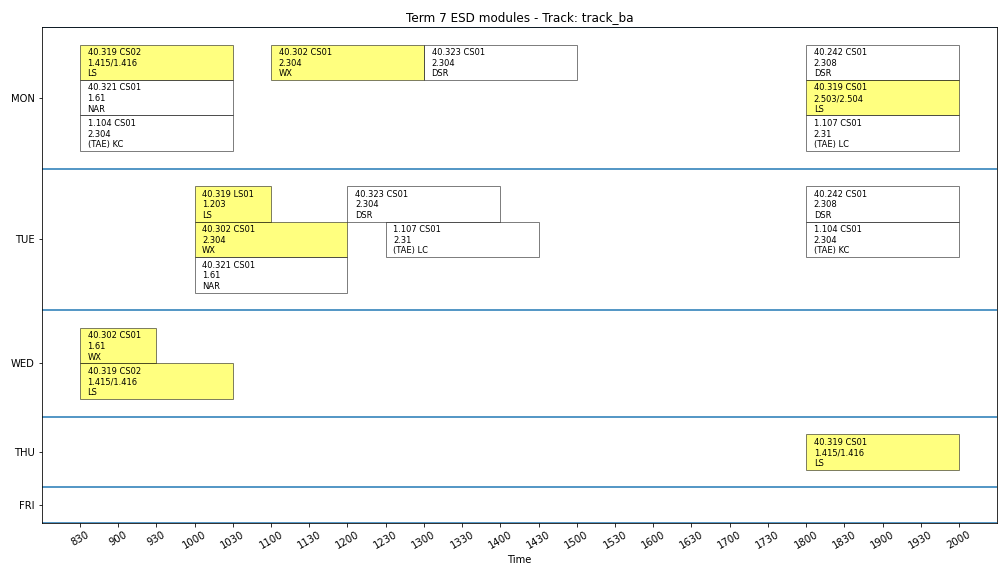 Term 7 ESD modules - Track: track_ba
MON
40.319 CS02
1.415/1.416
LS
40.321 CS01
1.61
NAR
1.104 CS01
2.304
(TAE) KC
40.302 CS01
2.304
WX
40.323 CS01
2.304
DSR
40.242 CS01
2.308
DSR
40.319 CS01
2.503/2.504
LS
1.107 CS01
2.31
(TAE) LC
TUE
40.319 LS01
1.203
LS
40.302 CS01
2.304
WX
40.321 CS01
1.61
NAR
40.323 CS01
2.304
DSR
1.107 CS01
2.31
(TAE) LC
40.242 CS01
2.308
DSR
1.104 CS01
2.304
(TAE) KC
WED
40.302 CS01
1.61
WX
40.319 CS02
1.415/1.416
LS
THU
40.319 CS01
1.415/1.416
LS
FRI
830 900 930 1000 1030 1100 1130 1200 1230 1300 1330 1400 1430 1500 1600 1630 1700 1730 1800 1830 1900 1930 2000
Time